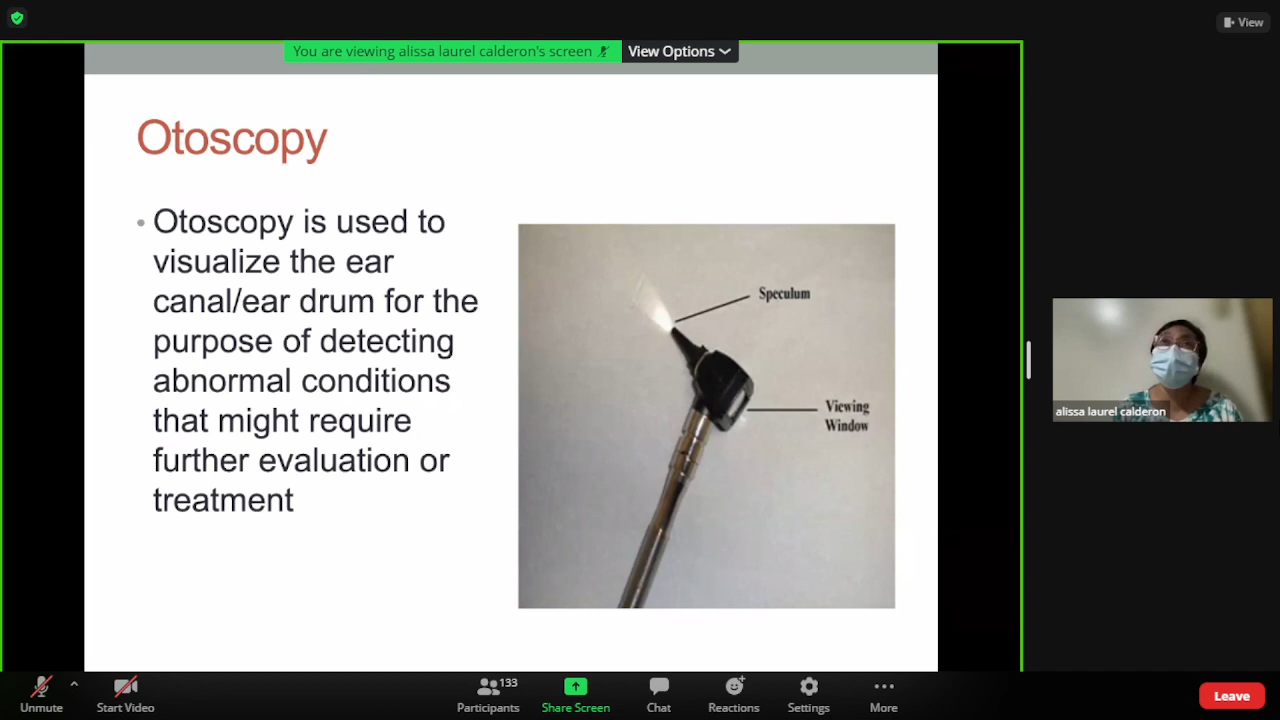 View
You are viewing alissa laurel calderon's screen
View Options
Otoscopy
• Otoscopy is used to
visualize the ear
canal/ear drum for the
purpose of detecting
abnormal conditions
that might require
further evaluation or
treatment
Speculum
Viewing
Window
alissa laurel calderon
Unmute
Start Video
Participants
133
Share Screen
Chat
Reactions
Settings
More
Leave